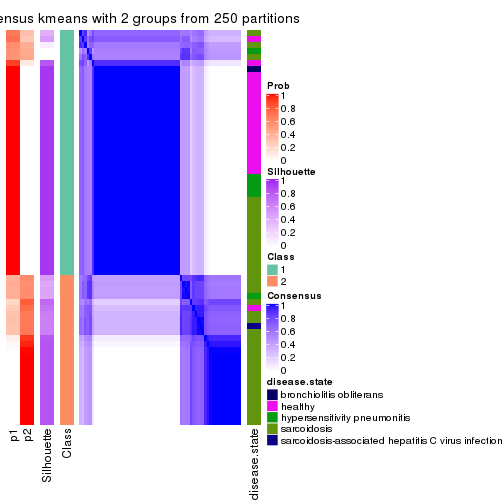 ensus kmeans with 2 groups from 250 partitions
Prob
1
0.8
0.6
0.4
0.2
0
Silhouette
1
0.8
0.6
0.4
0.2
0
Class
1
2
Consensus
1
0.8
0.6
0.4
0.2
0
disease.state
bronchiolitis obliterans
healthy
hypersensitivity pneumonitis
sarcoidosis
sarcoidosis-associated hepatitis C virus infection
p1
p2
Silhouette
Class
disease.state